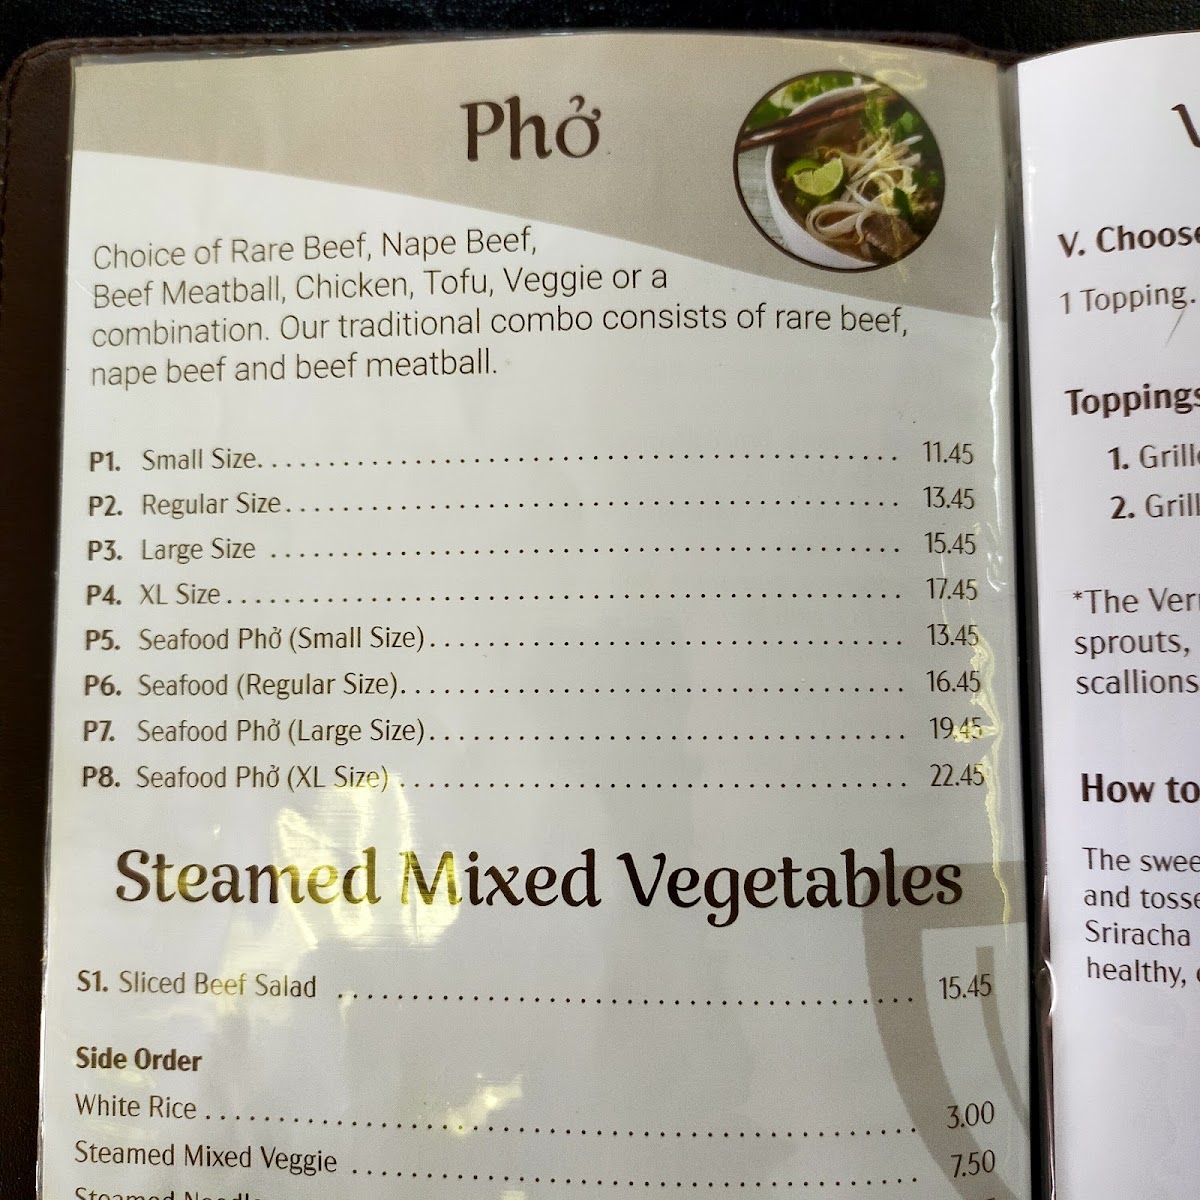 Phở
Choice of Rare Beef, Nape Beef,
Beef Meatball, Chicken, Tofu, Veggie or a
combination. Our traditional combo consists of rare beef,
nape beef and beef meatball.
P1. Small Size 11.45
P2. Regular Size 13.45
P3. Large Size 15.45
P4. XL Size 17.45
P5. Seafood Phở (Small Size) 13.45
P6. Seafood (Regular Size) 16.45
P7. Seafood Phở (Large Size) 19.45
P8. Seafood Phở (XL Size) 22.45
Steamed Mixed Vegetables
S1. Sliced Beef Salad 15.45
Side Order
White Rice 3.00
Steamed Mixed Veggie 7.50
Steamed
V. Choose
1 Topping.
Toppings
1.
2.
*The
sprouts,
scallions
How to
The
and
Sriracha
healthy,